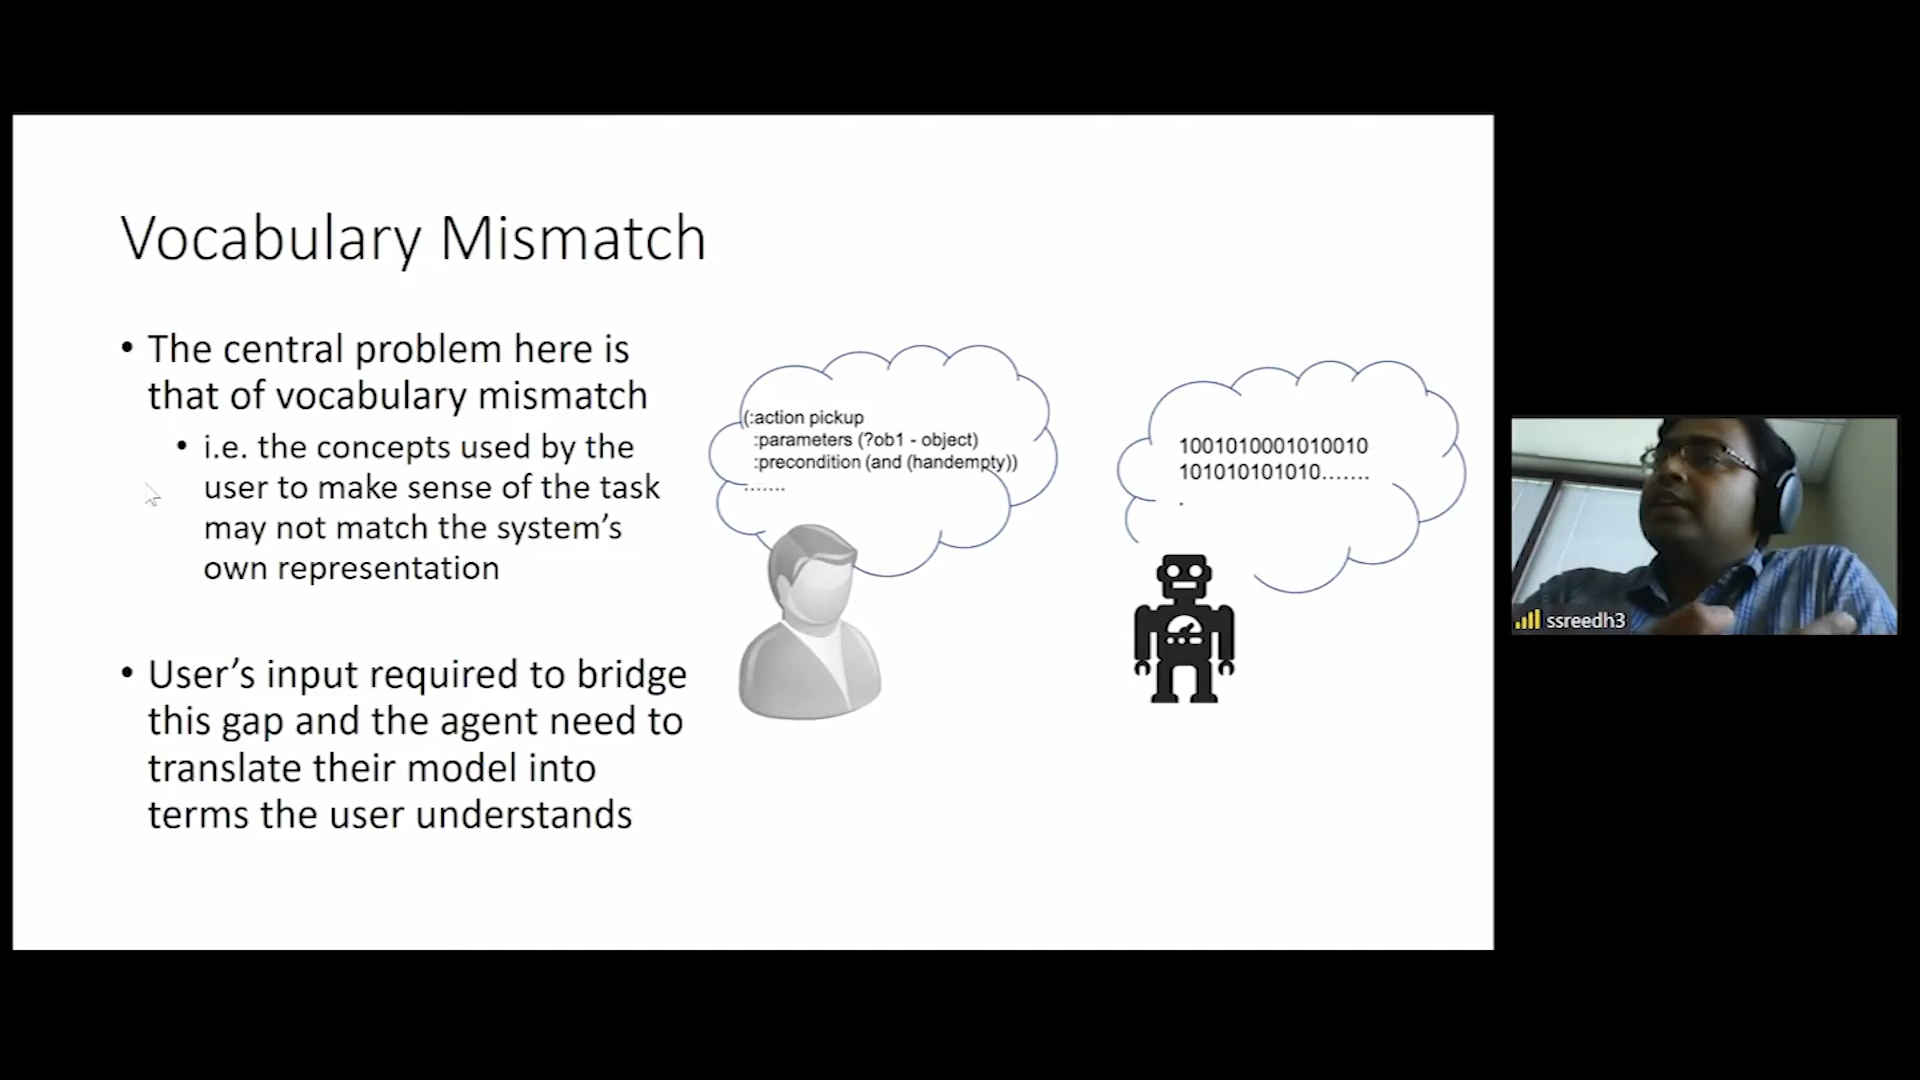 Vocabulary Mismatch
• The central problem here is
that of vocabulary mismatch
• i.e. the concepts used by the
user to make sense of the task
may not match the system's
own representation
• User's input required to bridge
this gap and the agent need to
translate their model into
terms the user understands
(:action pickup
:parameters (?ob1 - object)
:precondition (and (handempty))
.......
1001010001010010
101010101010.......
.
ssreedh3